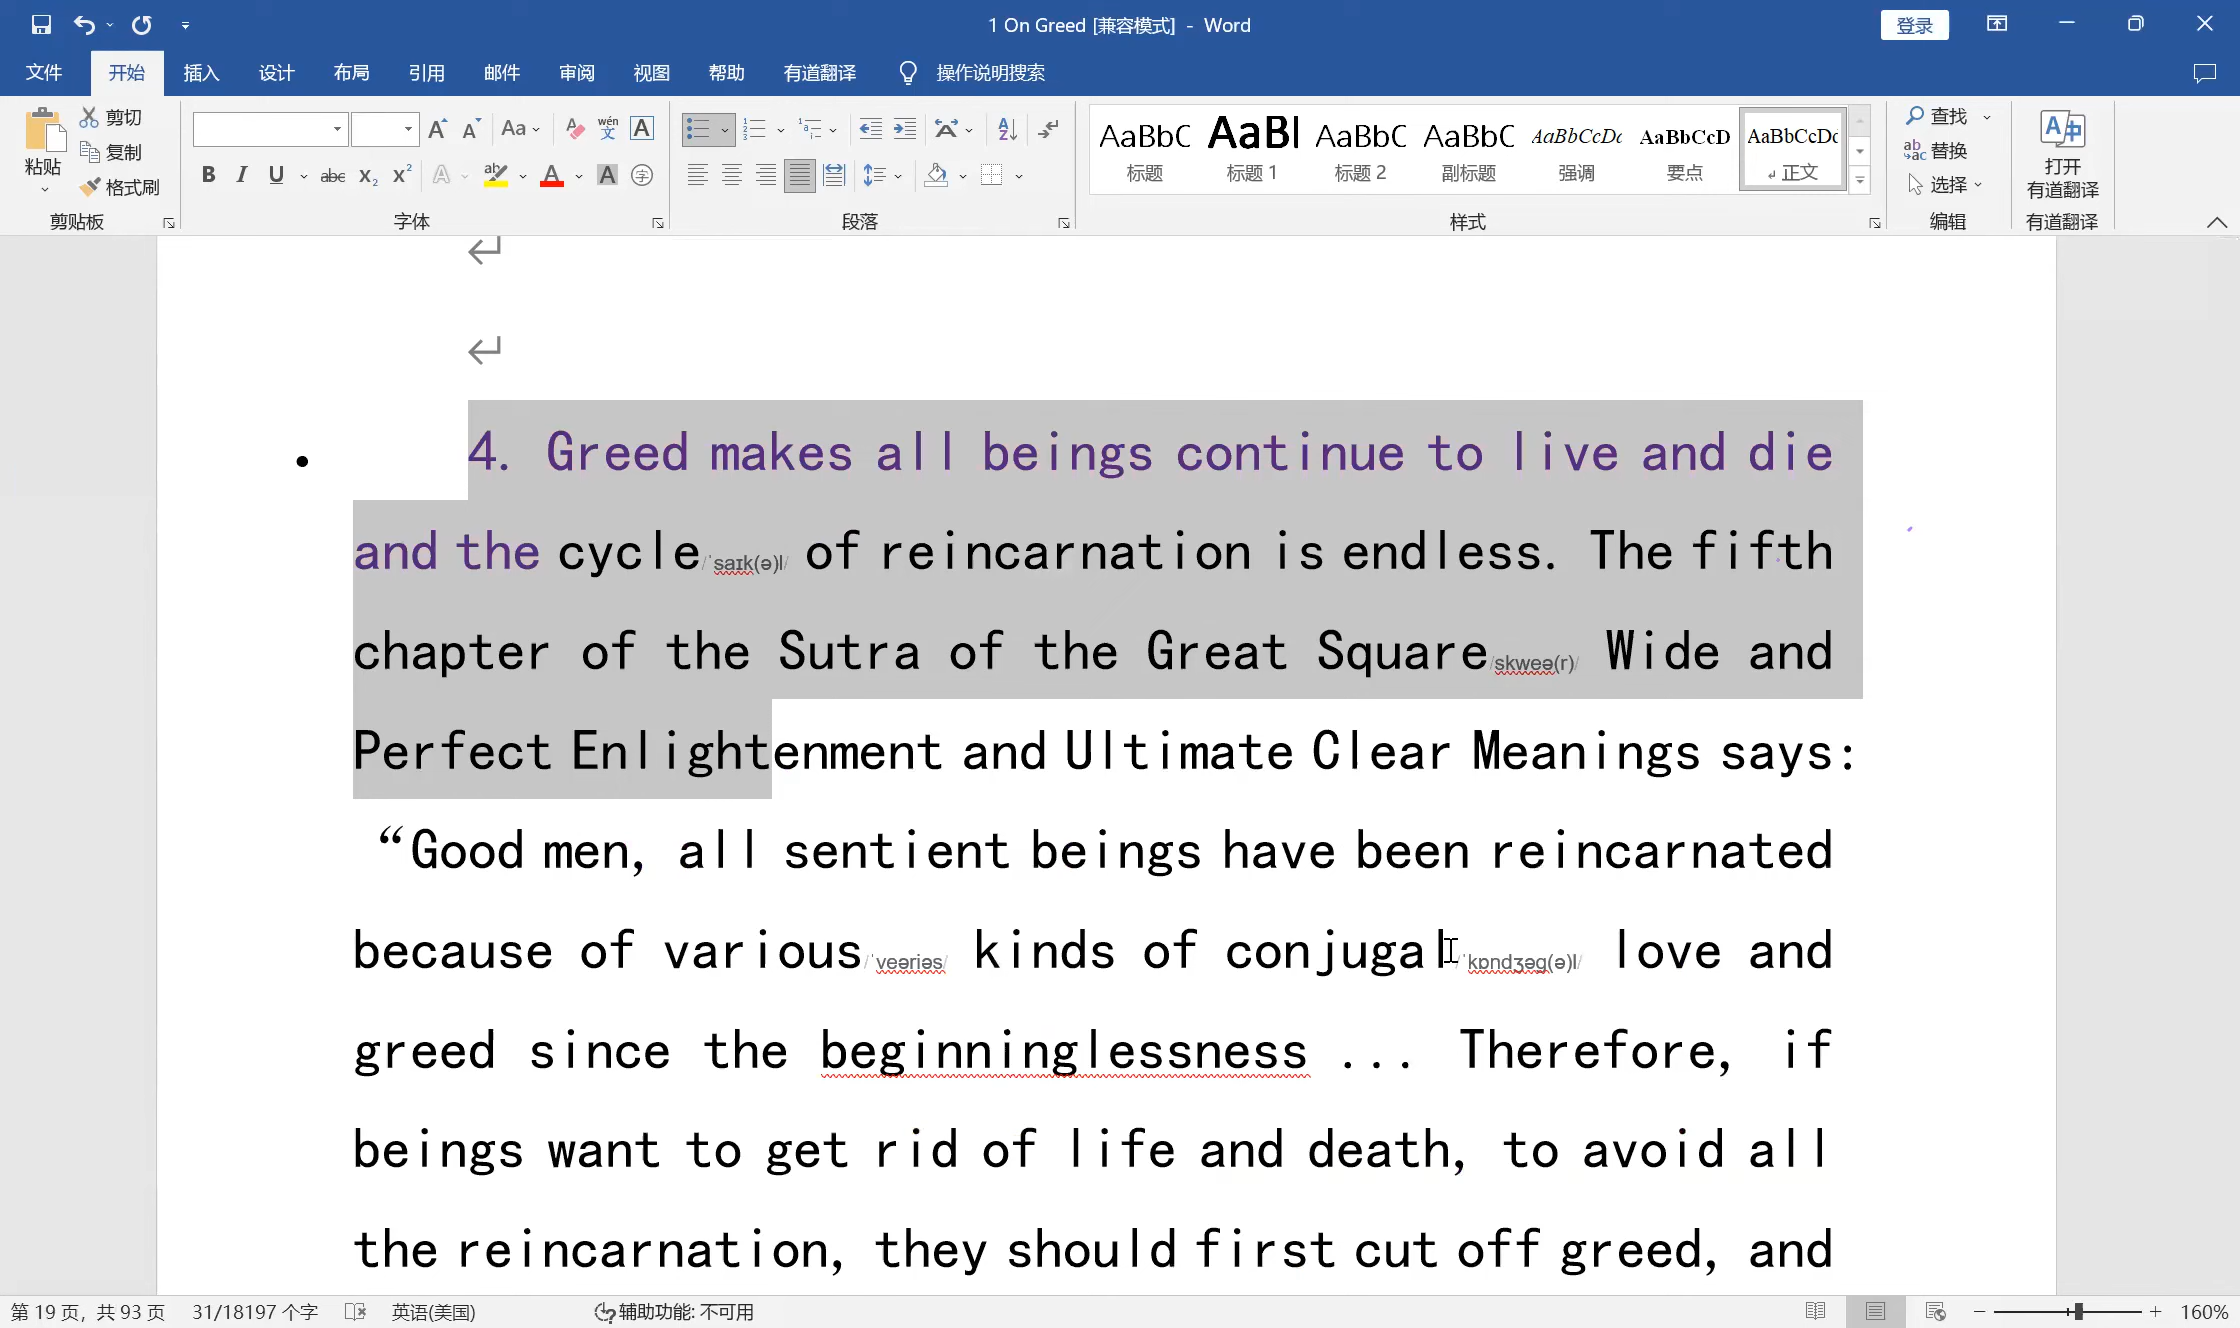 1 On Greed [兼容模式] - Word
登录
文件 开始 插入 设计 布局 引用 邮件 审阅 视图 帮助 有道翻译 操作说明搜索
粘贴
剪切
复制
格式刷
剪贴板
字体
段落
AaBbC AaBl AaBbC AaBbC AaBbCcDc AaBbCcD AaBbCcDc
标题 标题 1 标题 2 副标题 强调 要点 正文
样式
查找
替换
选择
编辑
打开
有道翻译
有道翻译
4. Greed makes all beings continue to live and die
and the cycle/ˈsaɪk(ə)l/ of reincarnation is endless. The fifth
chapter of the Sutra of the Great Square/skweə(r)/ Wide and
Perfect Enlightenment and Ultimate Clear Meanings says:
“Good men, all sentient beings have been reincarnated
because of various/ˈveəriəs/ kinds of conjugal/ˈkɒndʒəɡ(ə)l/ love and
greed since the beginninglessness ... Therefore, if
beings want to get rid of life and death, to avoid all
the reincarnation, they should first cut off greed, and
第 19 页，共 93 页 31/18197 个字 英语(美国) 辅助功能: 不可用 160%